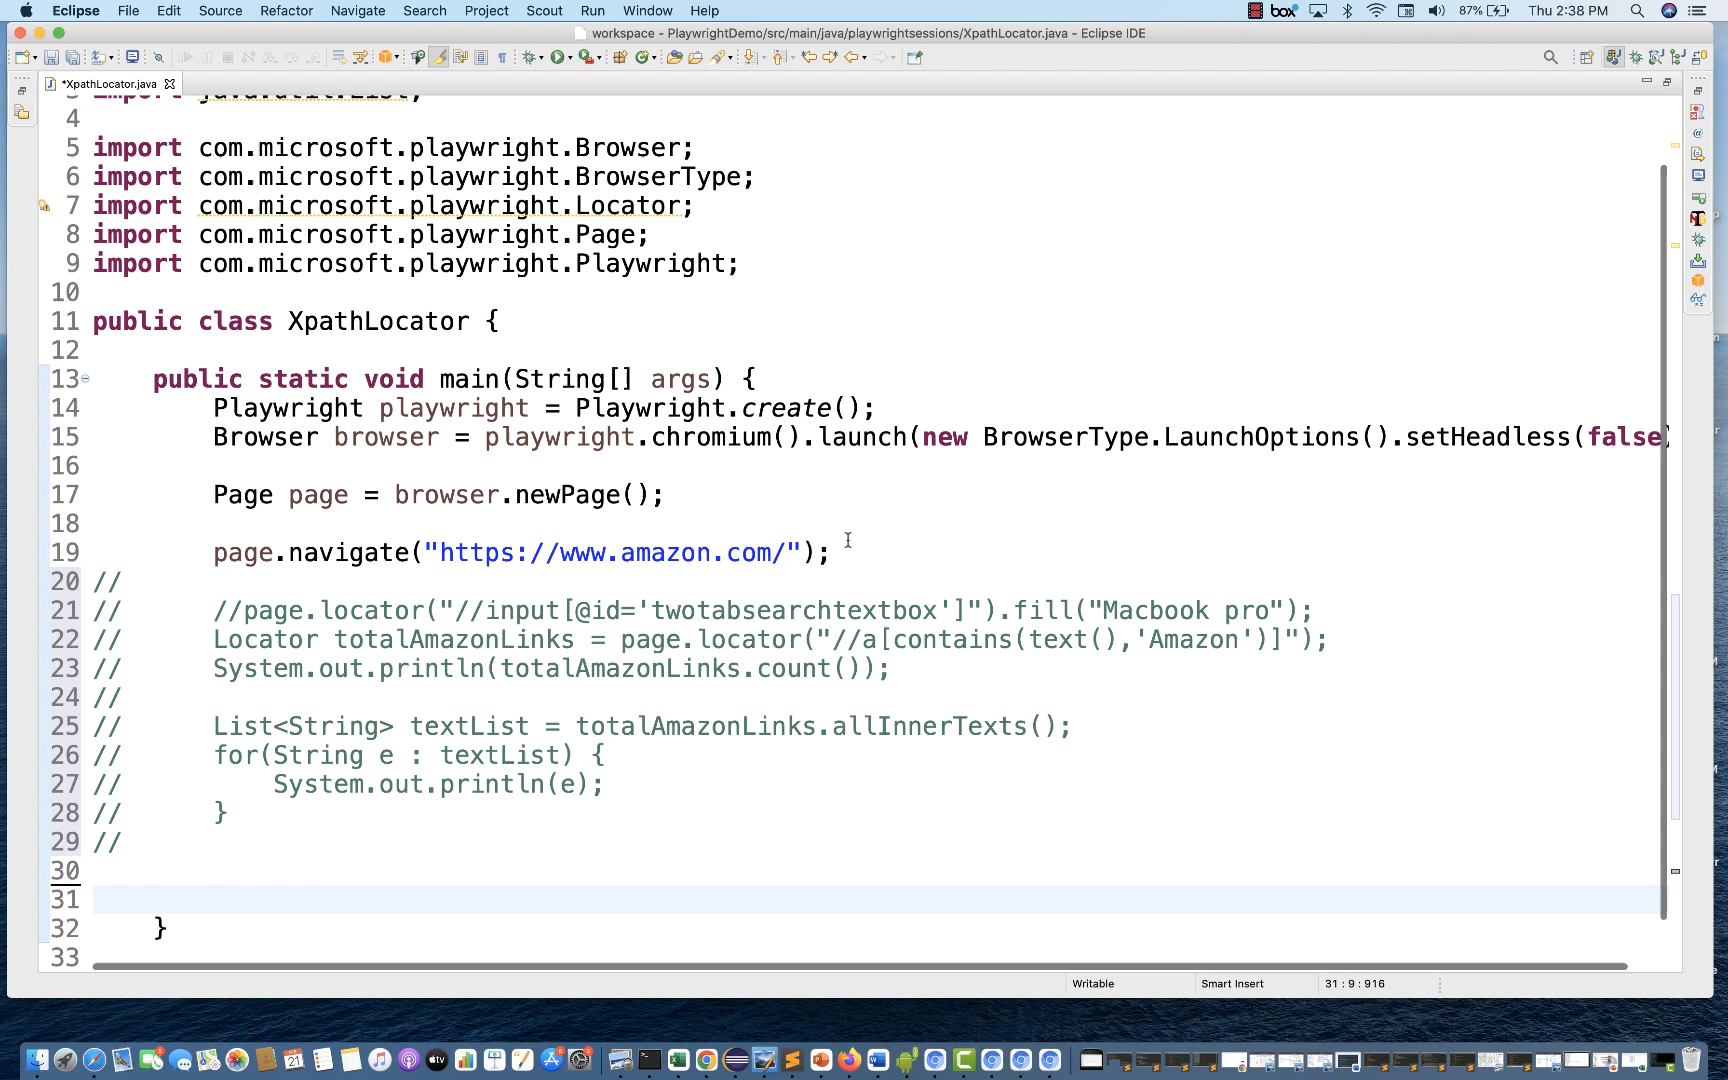 Eclipse File Edit Source Refactor Navigate Search Project Scout Run Window Help box 87% Thu 2:38 PM
workspace - PlaywrightDemo/src/main/java/playwrightsessions/XpathLocator.java - Eclipse IDE
*XpathLocator.java
3 import java.util.List;
4
5 import com.microsoft.playwright.Browser;
6 import com.microsoft.playwright.BrowserType;
7 import com.microsoft.playwright.Locator;
8 import com.microsoft.playwright.Page;
9 import com.microsoft.playwright.Playwright;
10
11 public class XpathLocator {
12
13 public static void main(String[] args) {
14 Playwright playwright = Playwright.create();
15 Browser browser = playwright.chromium().launch(new BrowserType.LaunchOptions().setHeadless(false)
16
17 Page page = browser.newPage();
18
19 page.navigate("https://www.amazon.com/");
20 //
21 // //page.locator("//input[@id='twotabsearchtextbox']").fill("Macbook pro");
22 // Locator totalAmazonLinks = page.locator("//a[contains(text(),'Amazon')]");
23 // System.out.println(totalAmazonLinks.count());
24 //
25 // List<String> textList = totalAmazonLinks.allInnerTexts();
26 // for(String e : textList) {
27 // System.out.println(e);
28 // }
29 //
30
31
32 }
33
Writable Smart Insert 31 : 9 : 916